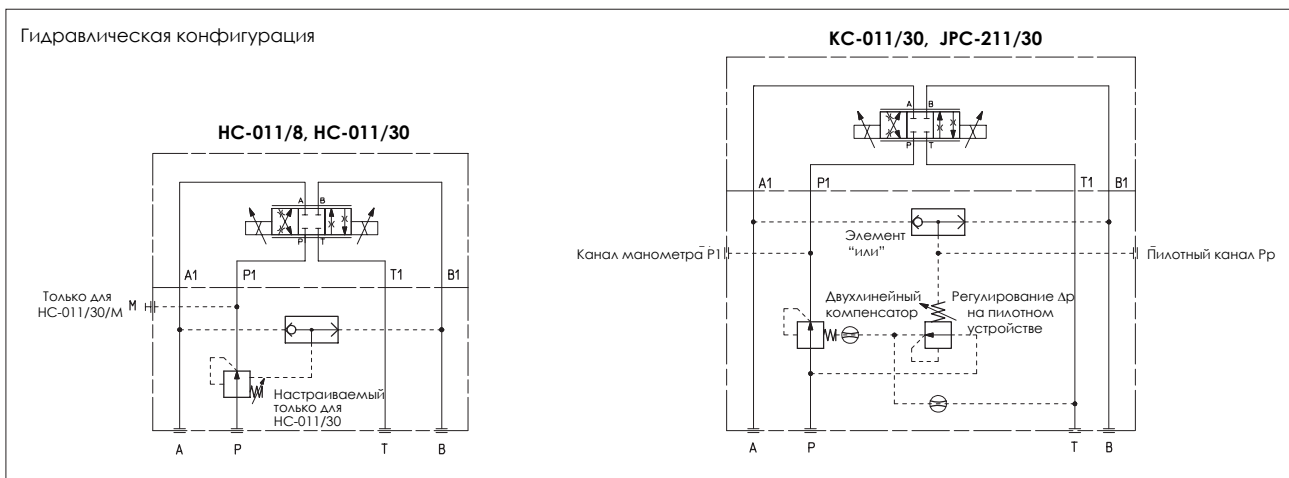 Гидравлическая конфигурация
HC-011/8, HC-011/30
A B
P T
A1 P1 T1 B1
Только для
HC-011/30/M
M
Настраиваемый
только для
HC-011/30
A P T B
KC-011/30, JPC-211/30
A B
P T
A1 P1 T1 B1
Элемент
“или”
Канал манометра P1
Пилотный канал Pp
Двухлинейный
компенсатор
Регулирование Δp
на пилотном
устройстве
A P T B